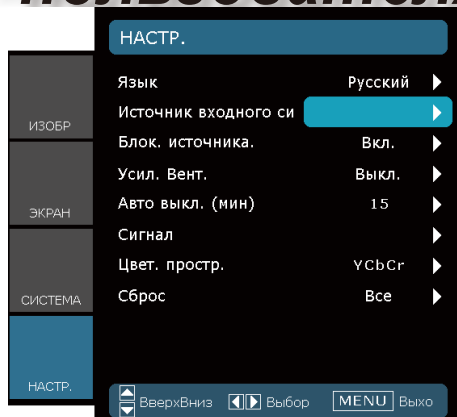 пользователя
НАСТР.
Язык Русский
Источник входного си
Блок. источника. Вкл.
Усил. Вент. Выкл.
Авто выкл. (мин) 15
Сигнал
Цвет. простр. YCbCr
Сброс Все
ИЗОБР
ЭКРАН
СИСТЕМА
НАСТР.
ВверхВниз Выбор MENU Выхо